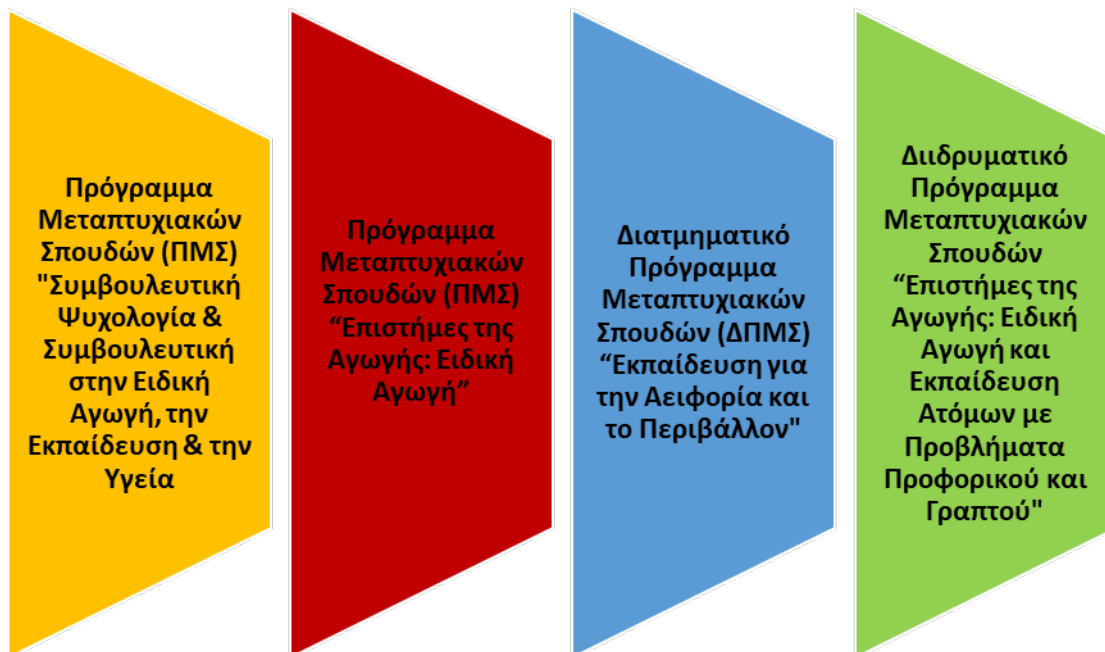 Πρόγραμμα
Μεταπτυχιακών
Σπουδών (ΠΜΣ)
"Συμβουλευτική
Ψυχολογία &
Συμβουλευτική
στην Ειδική
Αγωγή, την
Εκπαίδευση & την
Υγεία
Πρόγραμμα
Μεταπτυχιακών
Σπουδών (ΠΜΣ)
“Επιστήμες της
Αγωγής: Ειδική
Αγωγή”
Διατμηματικό
Πρόγραμμα
Μεταπτυχιακών
Σπουδών (ΔΠΜΣ)
“Εκπαίδευση για
την Αειφορία και
το Περιβάλλον"
Διιδρυματικό
Πρόγραμμα
Μεταπτυχιακών
Σπουδών
“Επιστήμες της
Αγωγής: Ειδική
Αγωγή και
Εκπαίδευση
Ατόμων με
Προβλήματα
Προφορικού και
Γραπτού"